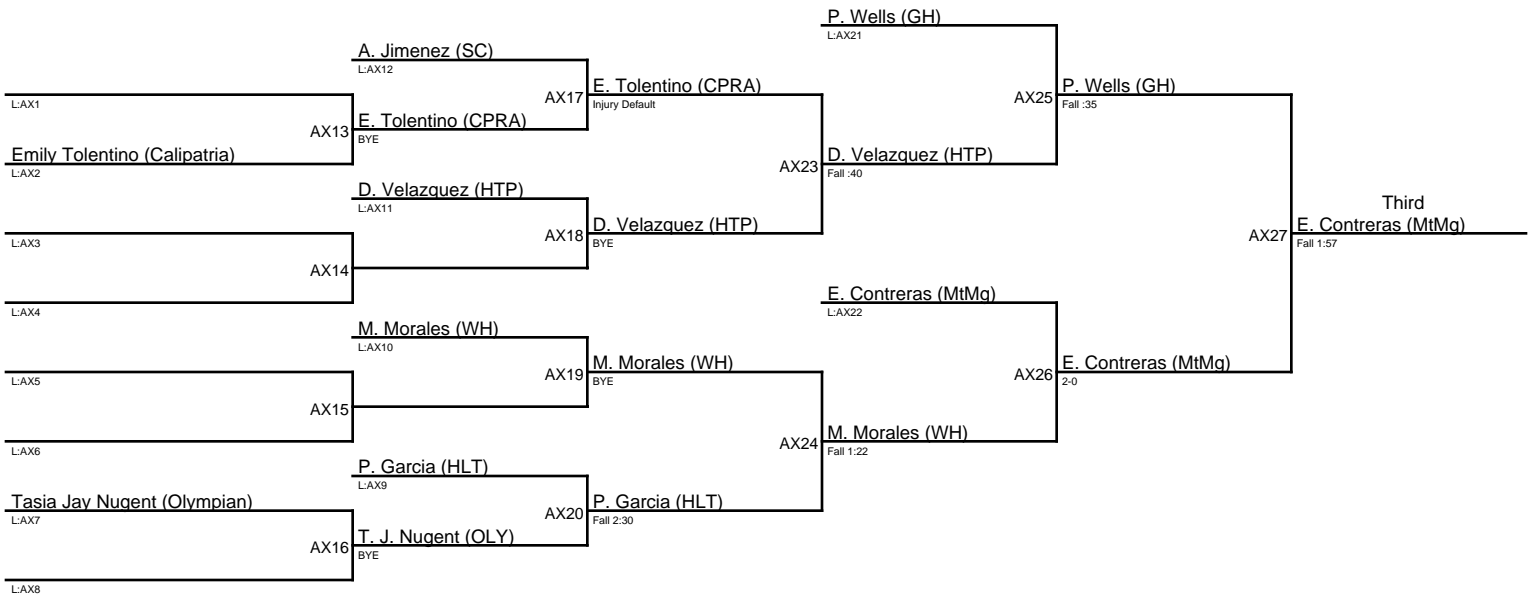 P. Wells (GH)
L:AX21
A. Jimenez (SC)
L:AX12
E. Tolentino (CPRA)
Injury Default
AX17
P. Wells (GH)
Fall :35
AX25
L:AX1
AX13
E. Tolentino (CPRA)
BYE
Emily Tolentino (Calipatria)
L:AX2
AX23
D. Velazquez (HTP)
Fall :40
D. Velazquez (HTP)
L:AX11
Third
L:AX3
AX18
D. Velazquez (HTP)
BYE
AX27
E. Contreras (MtMg)
Fall 1:57
AX14
L:AX4
E. Contreras (MtMg)
L:AX22
M. Morales (WH)
L:AX10
L:AX5
AX19
M. Morales (WH)
BYE
AX26
E. Contreras (MtMg)
2-0
AX15
L:AX6
AX24
M. Morales (WH)
Fall 1:22
P. Garcia (HLT)
L:AX9
Tasia Jay Nugent (Olympian)
L:AX7
AX20
P. Garcia (HLT)
Fall 2:30
AX16
T. J. Nugent (OLY)
BYE
L:AX8